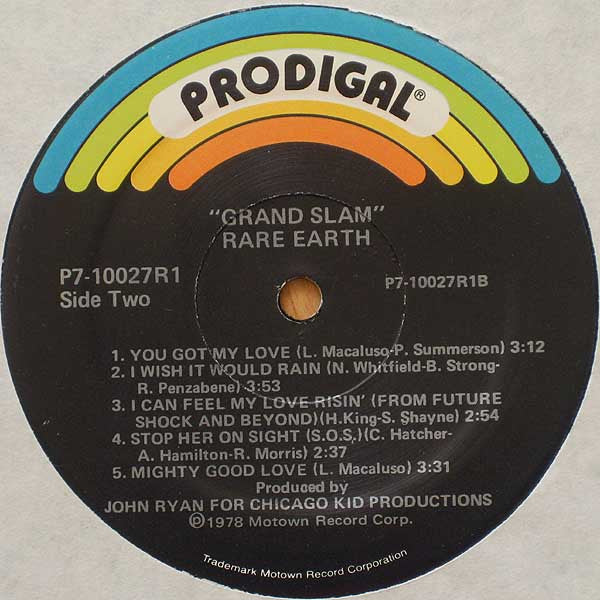 PRODIGAL®
"GRAND SLAM"
RARE EARTH
P7-10027R1
Side Two
P7-10027R1B
1. YOU GOT MY LOVE (L. Macaluso-P. Summerson) 3:12
2. I WISH IT WOULD RAIN (N. Whitfield-B. Strong-
R. Penzabene) 3:53
3. I CAN FEEL MY LOVE RISIN' (FROM FUTURE
SHOCK AND BEYOND)(H.King-S. Shayne) 2:54
4. STOP HER ON SIGHT (S.O.S.)(C. Hatcher-
A. Hamilton-R. Morris) 2:37
5. MIGHTY GOOD LOVE (L. Macaluso) 3:31
Produced by
JOHN RYAN FOR CHICAGO KID PRODUCTIONS
Ⓟ1978 Motown Record Corp.
Trademark Motown Record Corporation